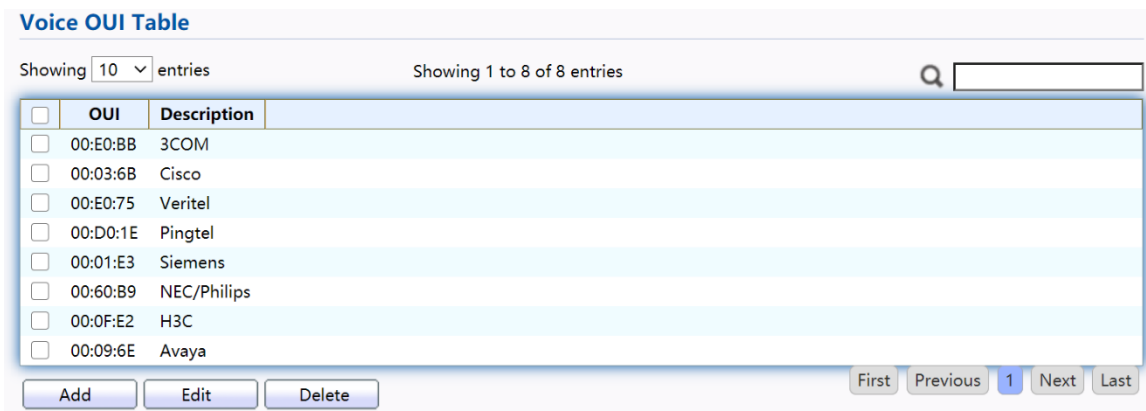 Voice OUI Table
Showing 10 entries Showing 1 to 8 of 8 entries
OUI Description
00:E0:BB 3COM
00:03:6B Cisco
00:E0:75 Veritel
00:D0:1E Pingtel
00:01:E3 Siemens
00:60:B9 NEC/Philips
00:0F:E2 H3C
00:09:6E Avaya
Add Edit Delete First Previous 1 Next Last